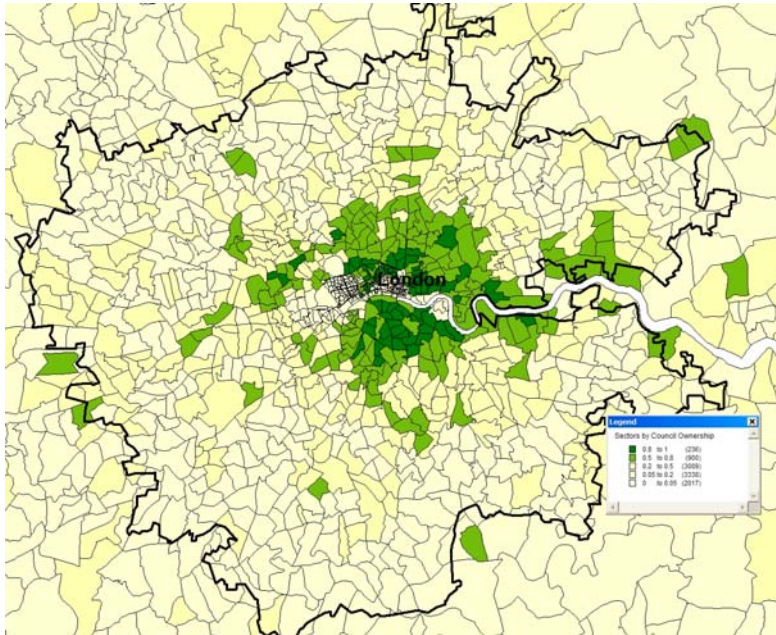 London
Legend
Sectors by Council Ownership
0.8 to 1 (236)
0.5 to 0.8 (900)
0.2 to 0.5 (3009)
0.05 to 0.2 (3338)
0 to 0.05 (2017)